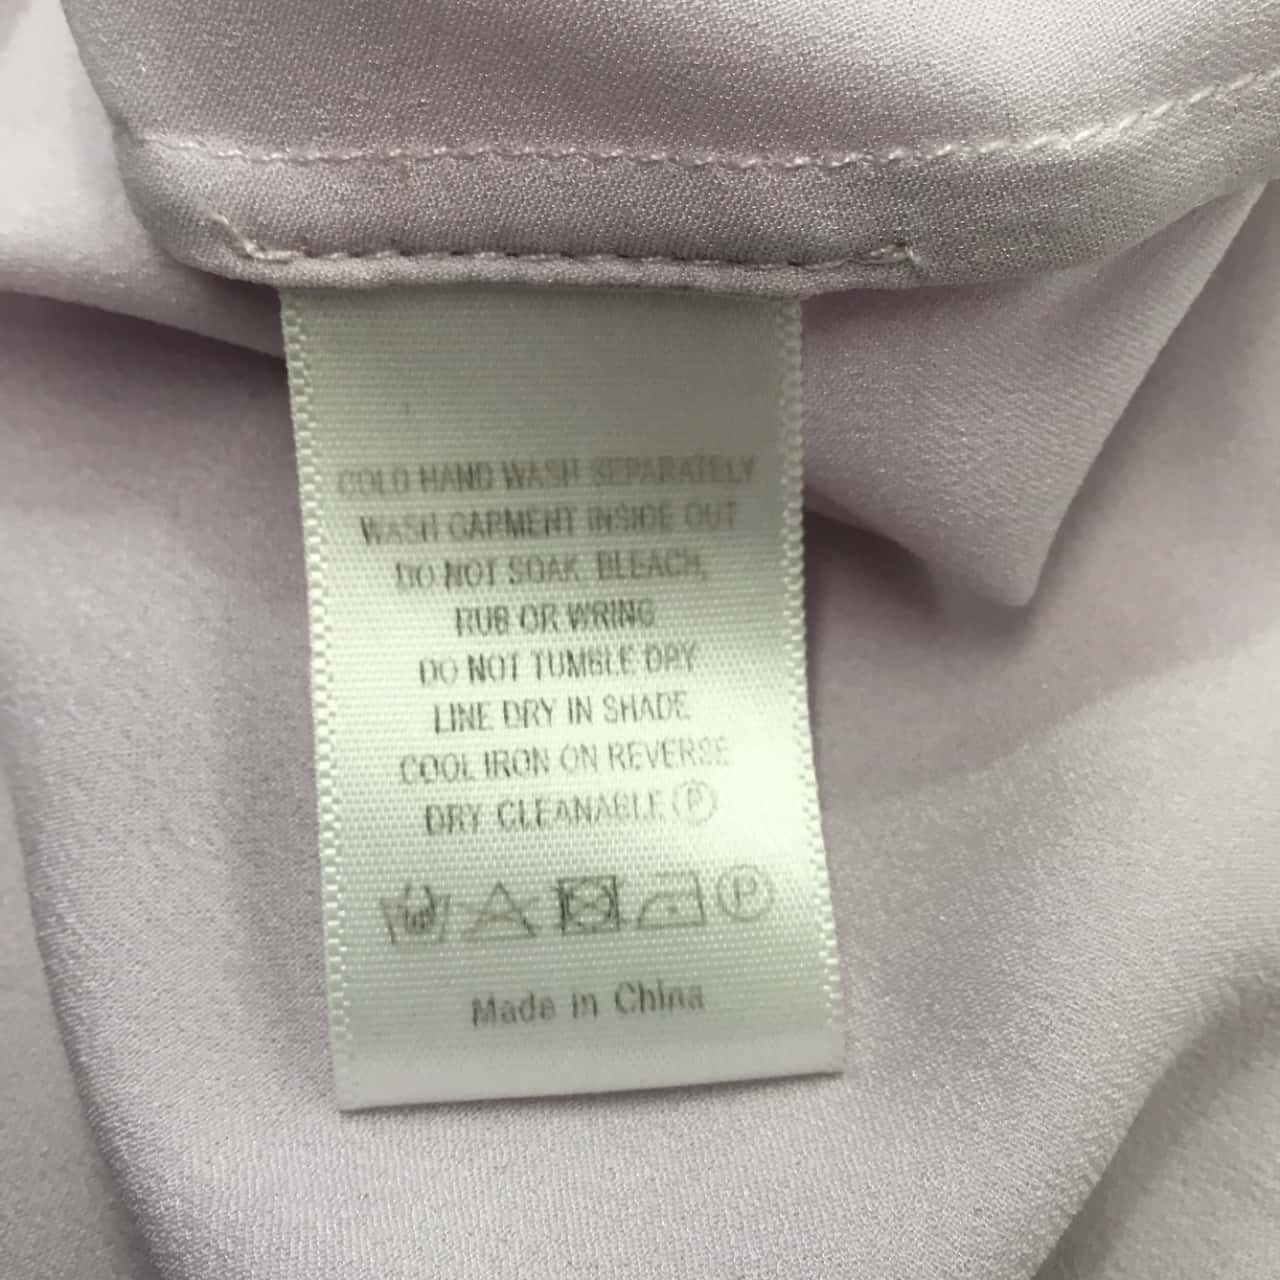 COLD HAND WASH SEPARATELY
WASH GARMENT INSIDE OUT
DO NOT SOAK, BLEACH,
RUB OR WRING
DO NOT TUMBLE DRY
LINE DRY IN SHADE
COOL IRON ON REVERSE
DRY CLEANABLE Ⓟ
Ⓟ
Made in China